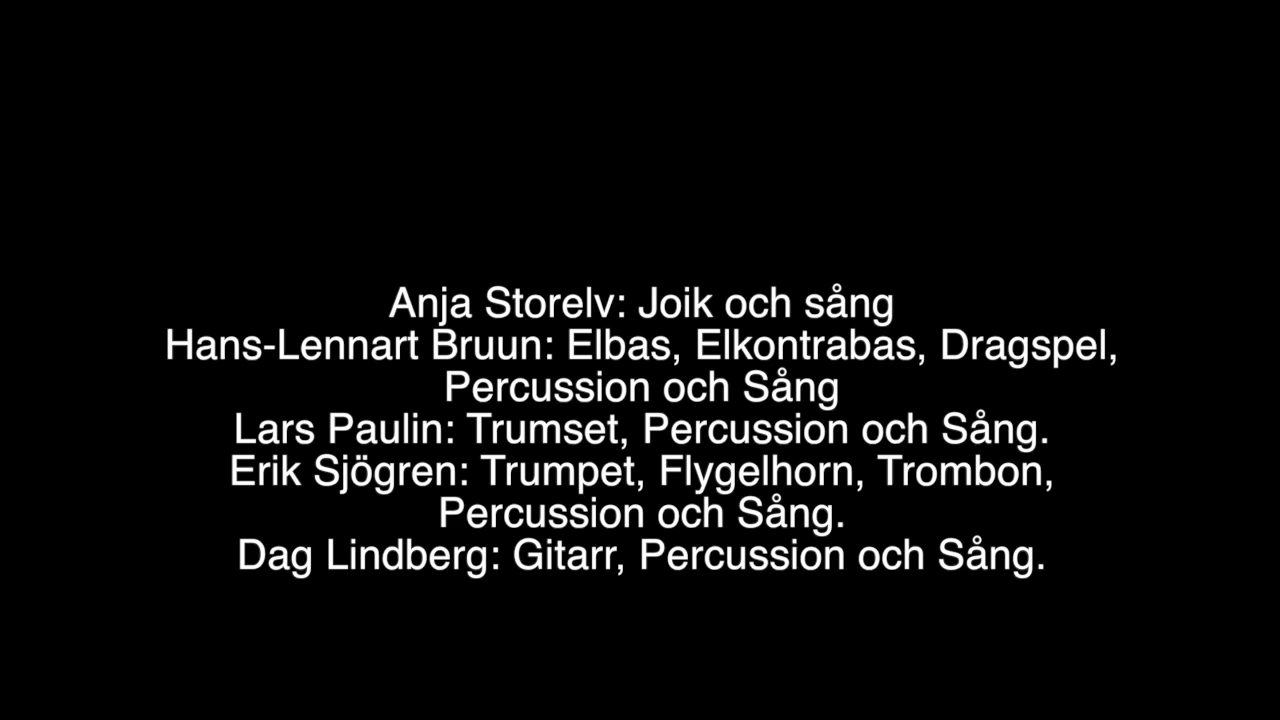 Anja Storelv: Joik och sång
Hans-Lennart Bruun: Elbas, Elkontrabas, Dragspel,
Percussion och Sång
Lars Paulin: Trumset, Percussion och Sång.
Erik Sjögren: Trumpet, Flygelhorn, Trombon,
Percussion och Sång.
Dag Lindberg: Gitarr, Percussion och Sång.